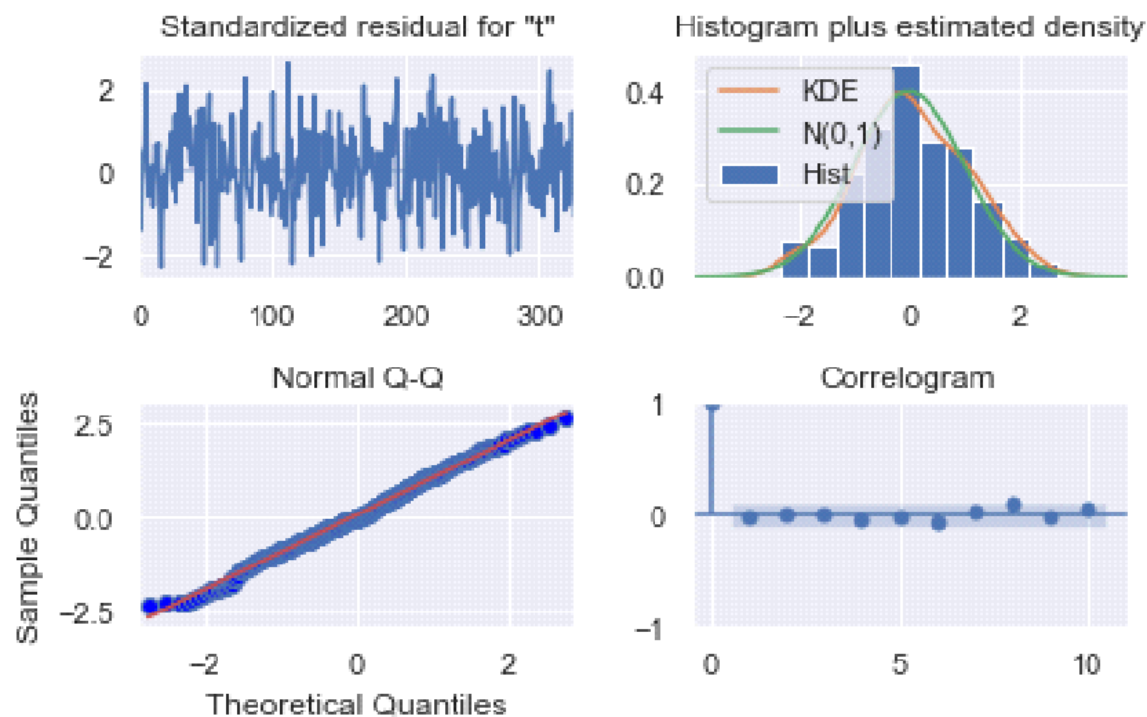 Standardized residual for "t"
2
0
−2
0 100 200 300
Histogram plus estimated density
KDE
N(0,1)
Hist
0.4
0.2
0.0
−2 0 2
Normal Q-Q
Sample Quantiles
2.5
0.0
−2.5
−2 0 2
Theoretical Quantiles
Correlogram
1
0
−1
0 5 10